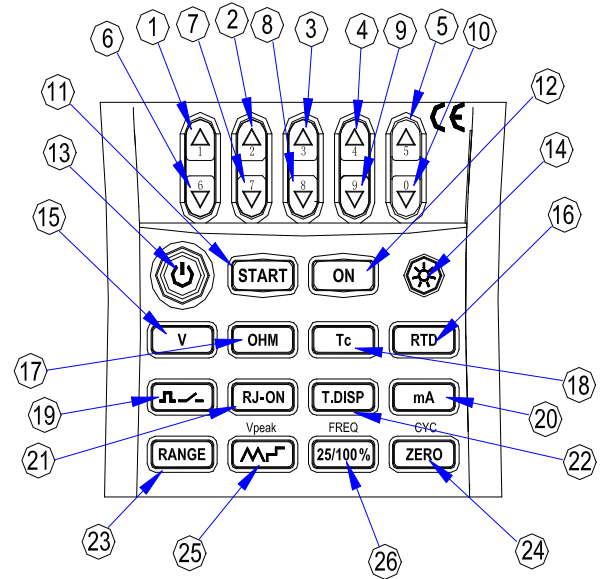 1 7 2 8 3 4 9 5 10
6
11
12
CE
1 2 3 4 5
6 7 8 9 0
13
14
START ON
15
16
V OHM Tc RTD
17
18
RJ-ON T.DISP mA
19
20
21
22
Vpeak FREQ CYC
RANGE 25/100% ZERO
23
24
25
26